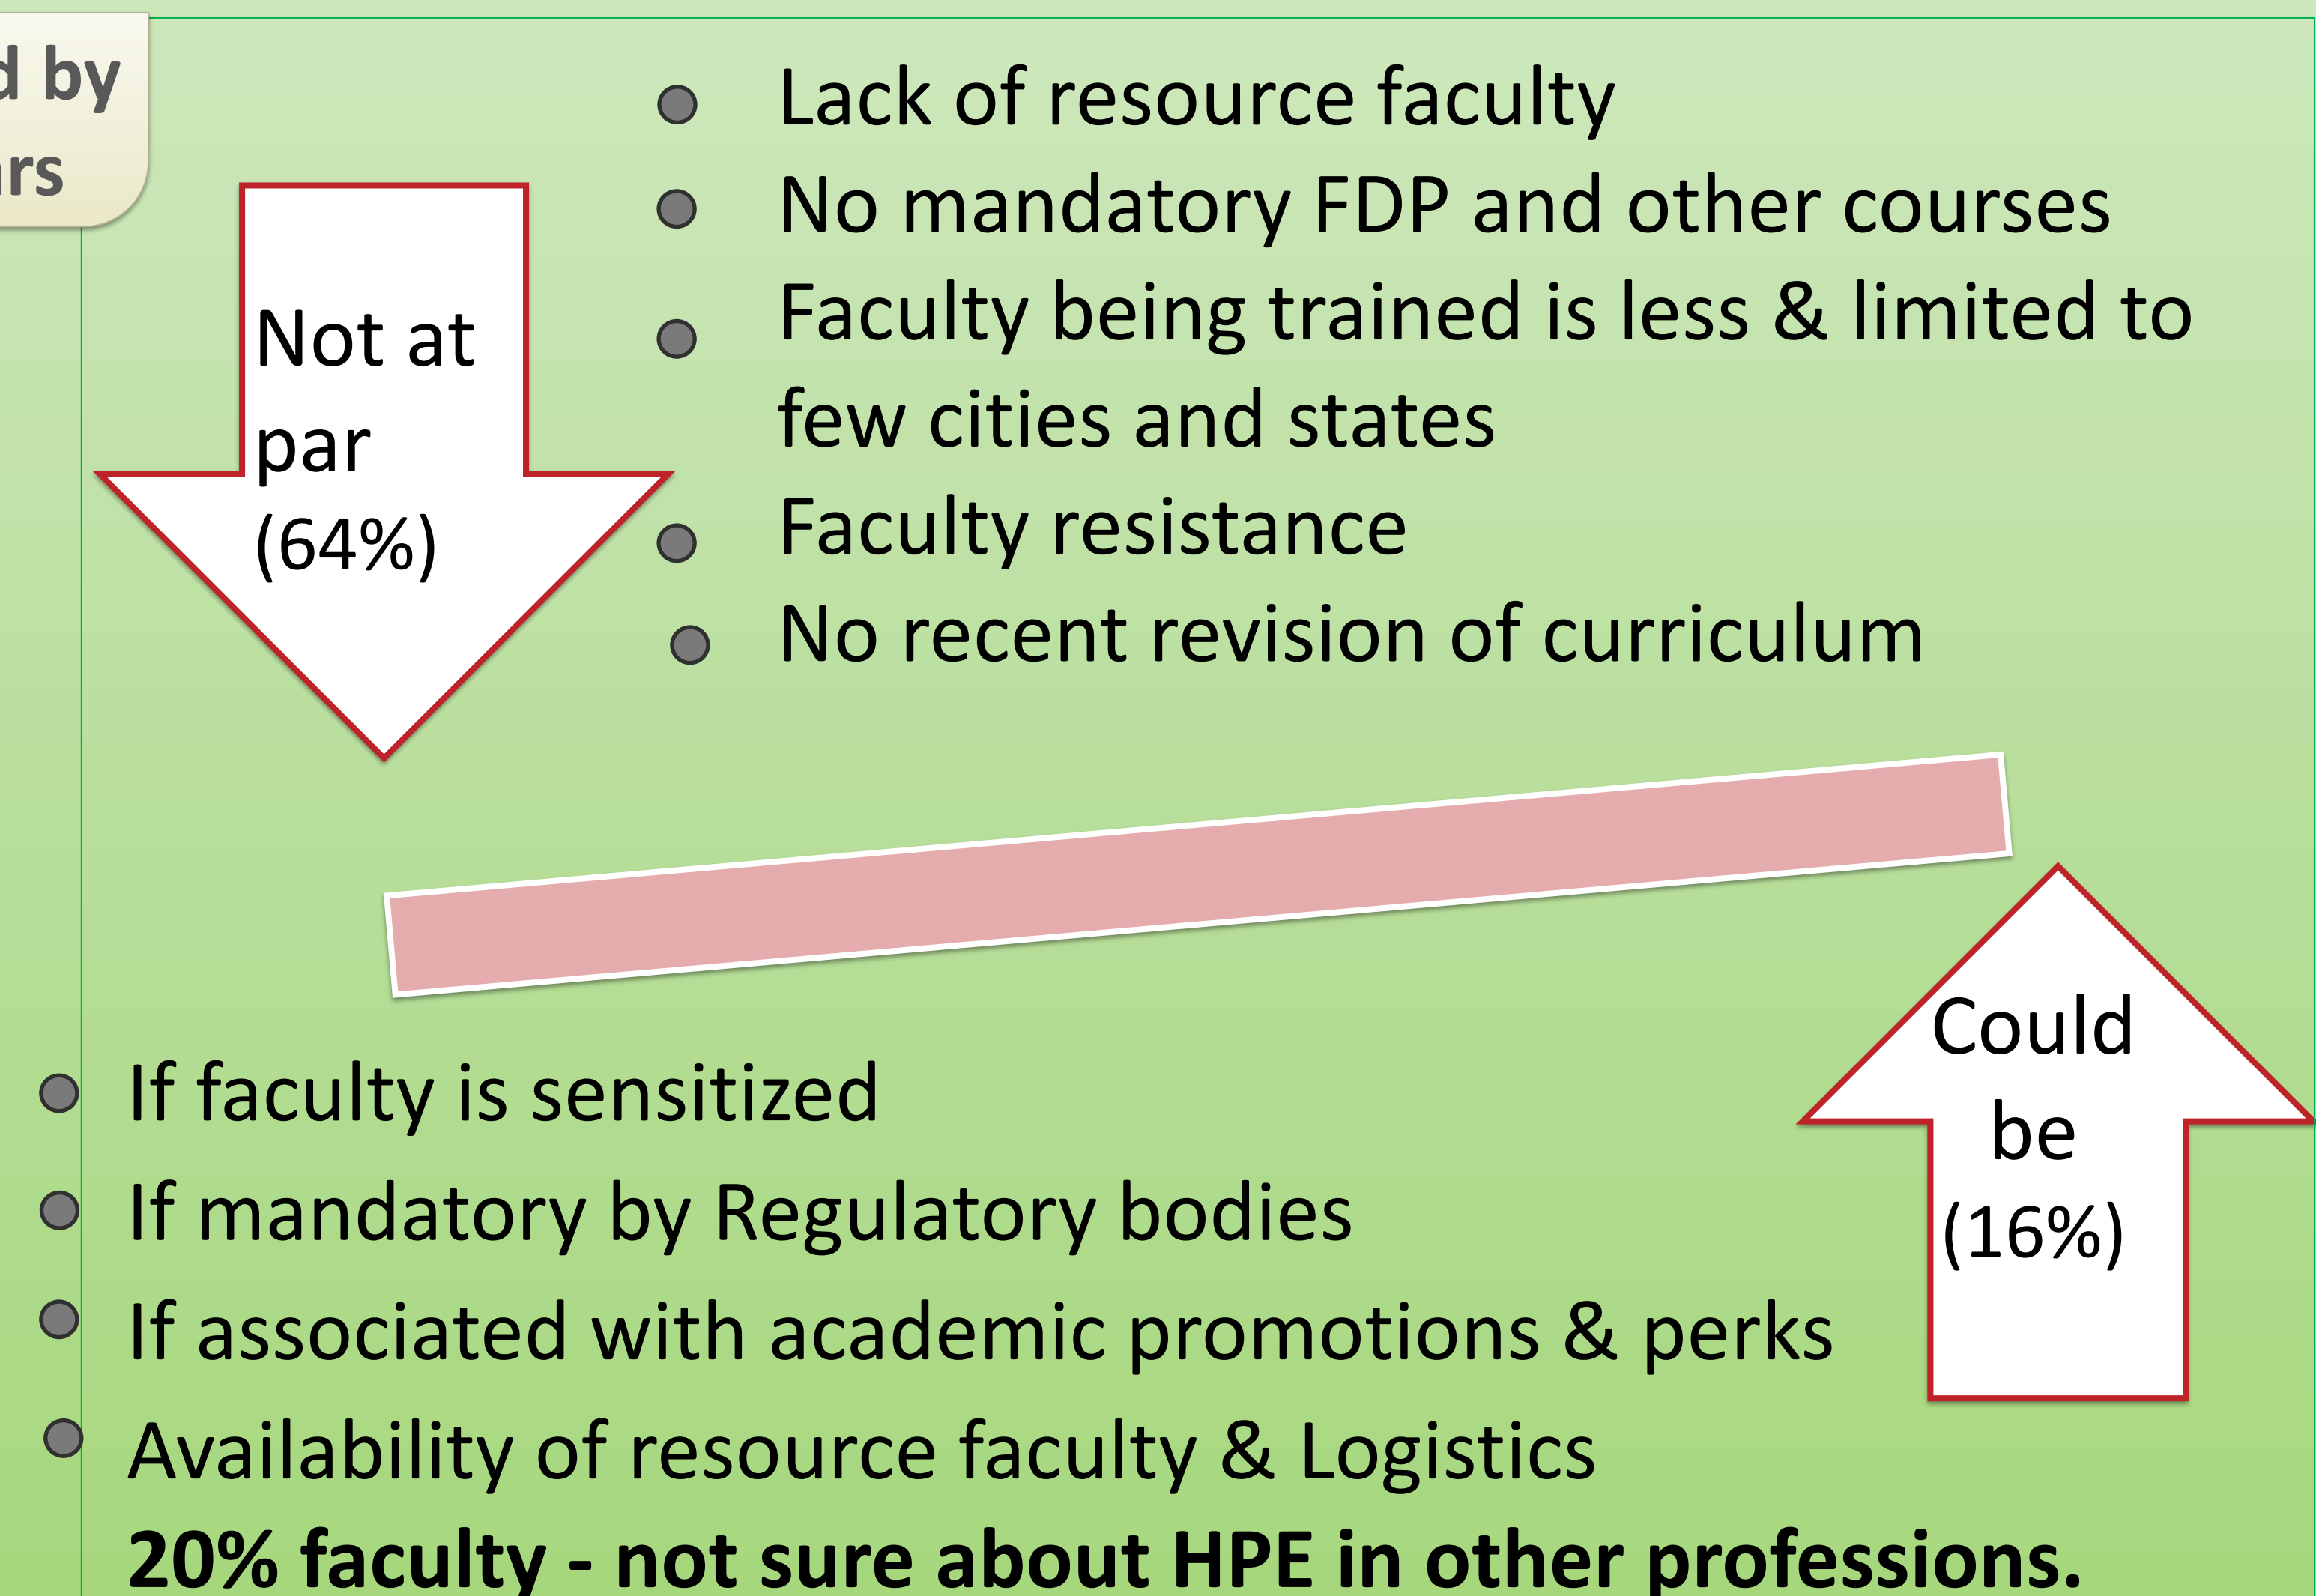 by
Not at
par
(64%)
Lack of resource faculty
No mandatory FDP and other courses
Faculty being trained is less & limited to
few cities and states
Faculty resistance
No recent revision of curriculum
Could
be
(16%)
If faculty is sensitized
If mandatory by Regulatory bodies
If associated with academic promotions & perks
Availability of resource faculty & Logistics
20% faculty - not sure about HPE in other professions.